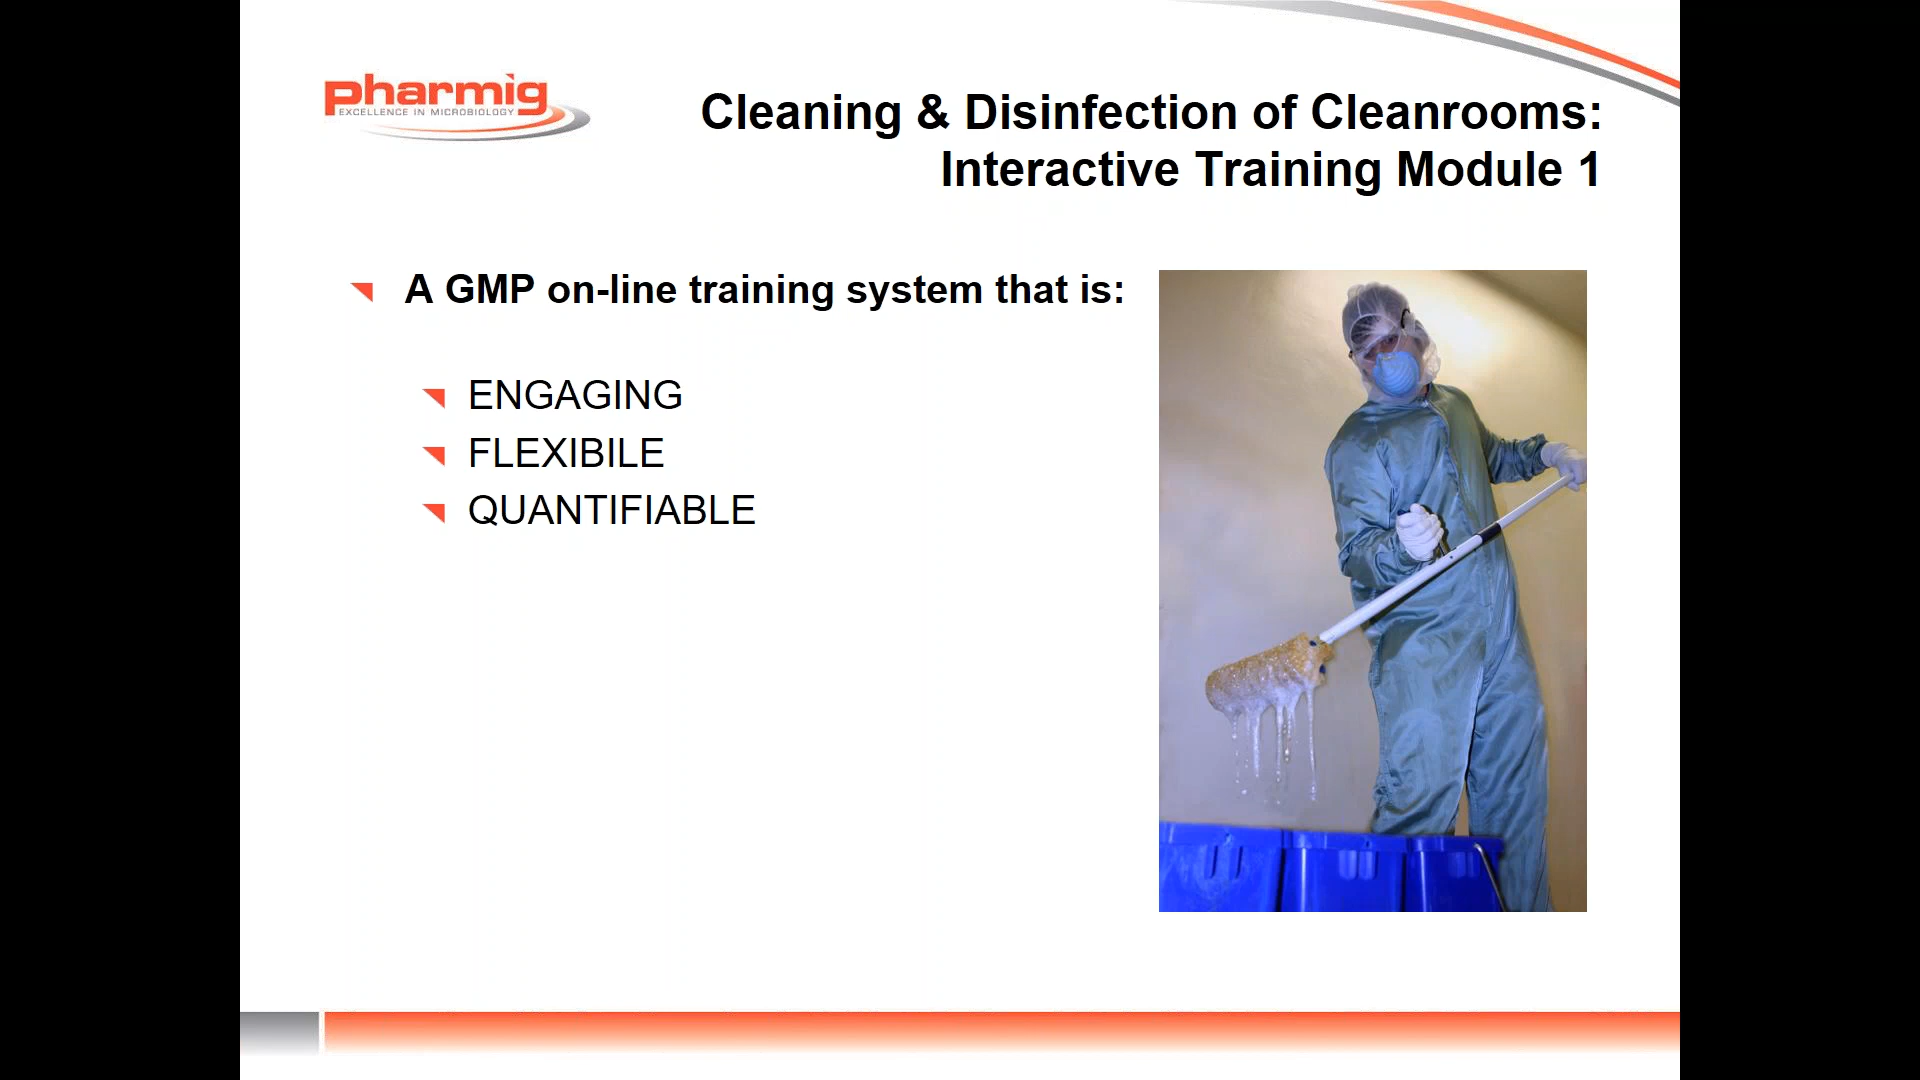 pharmig
EXCELLENCE IN MICROBIOLOGY
Cleaning & Disinfection of Cleanrooms:
Interactive Training Module 1
A GMP on-line training system that is:
ENGAGING
FLEXIBILE
QUANTIFIABLE